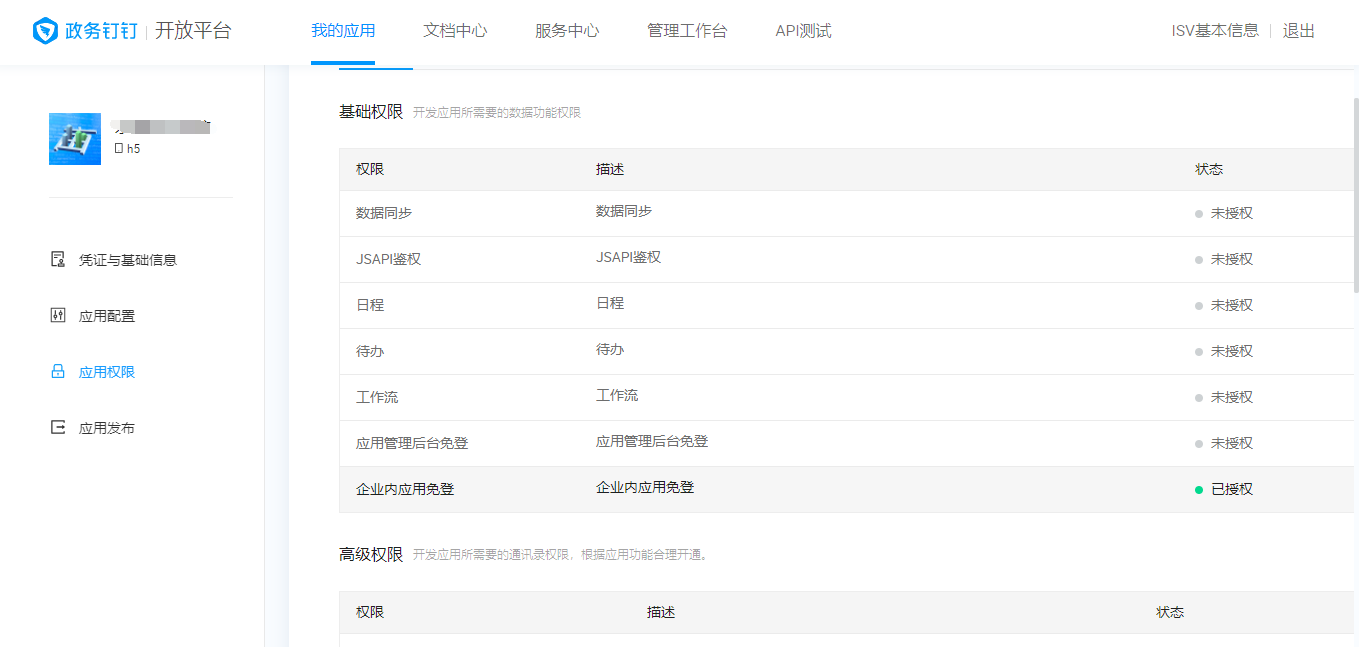 政务钉钉 | 开放平台 我的应用 文档中心 服务中心 管理工作台 API测试 ISV基本信息 | 退出
h5
凭证与基础信息
应用配置
应用权限
应用发布
基础权限 开发应用所需要的数据功能权限
权限 描述 状态
数据同步 数据同步 未授权
JSAPI鉴权 JSAPI鉴权 未授权
日程 日程 未授权
待办 待办 未授权
工作流 工作流 未授权
应用管理后台免登 应用管理后台免登 未授权
企业内应用免登 企业内应用免登 已授权
高级权限 开发应用所需要的通讯录权限，根据应用功能合理开通。
权限 描述 状态